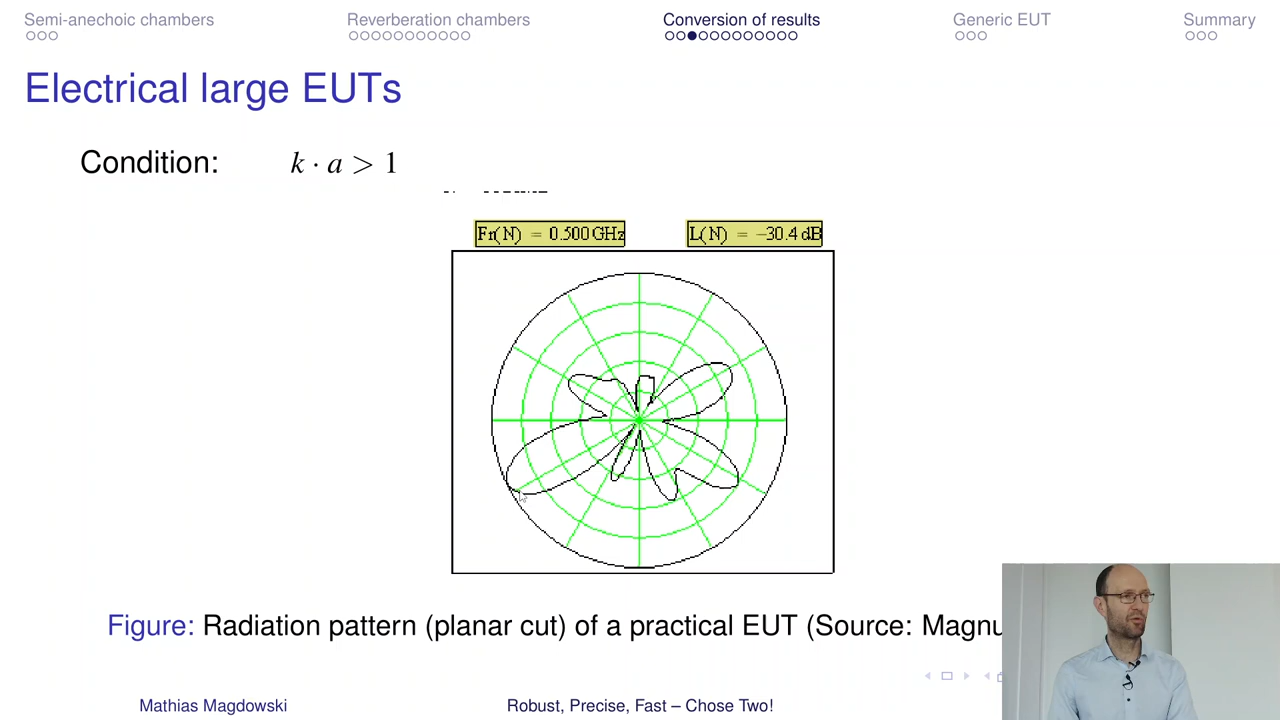 Semi-anechoic chambers Reverberation chambers Conversion of results Generic EUT Summary
Electrical large EUTs
Condition: k · a > 1
Fr(N) = 0.500 GHz L(N) = −30.4 dB
Figure: Radiation pattern (planar cut) of a practical EUT (Source: Magnu
Mathias Magdowski Robust, Precise, Fast – Chose Two!